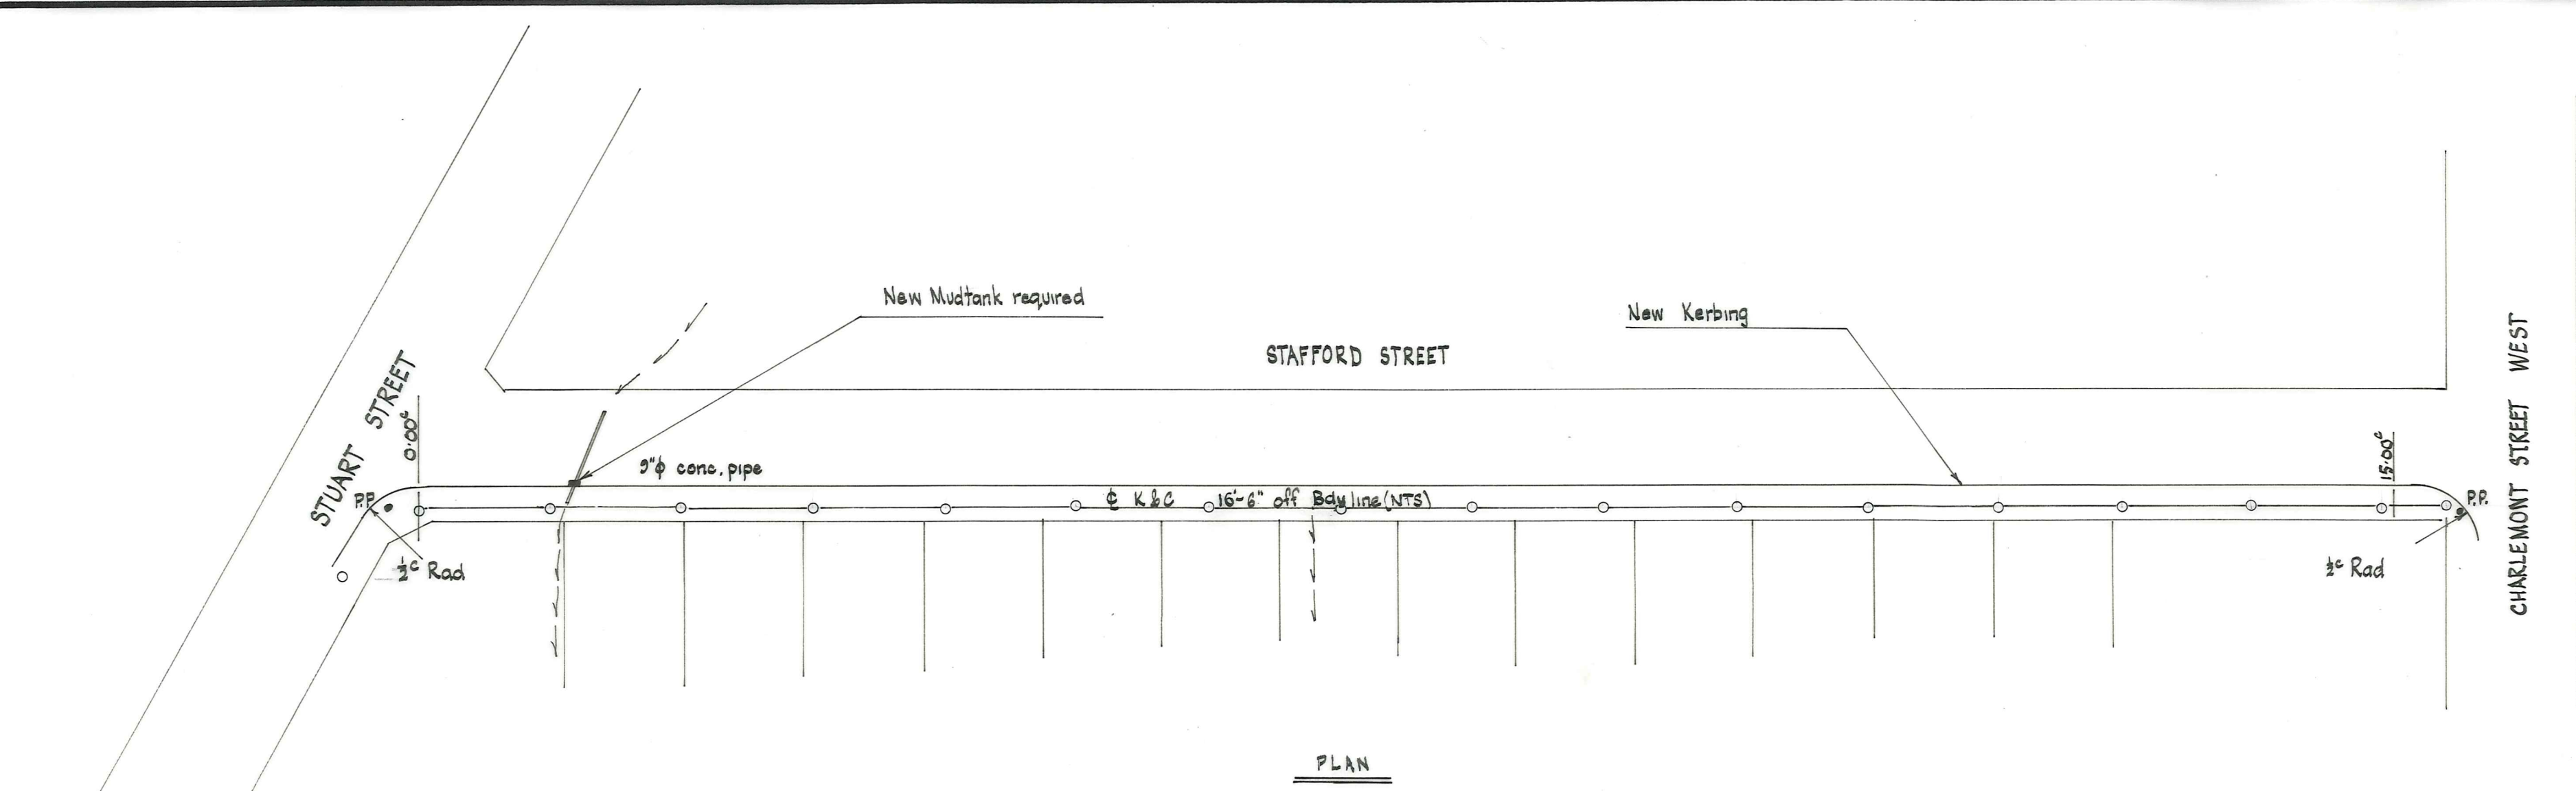 New Mudtank required
New Kerbing
STAFFORD STREET
STUART STREET
CHARLEMONT STREET WEST
0·00ᶜ
15·00ᶜ
9"ϕ conc. pipe
P.P.
℄ K & C 16'-6" off Bdy line (NTS)
P.P.
½ᶜ Rad
½ᶜ Rad
PLAN